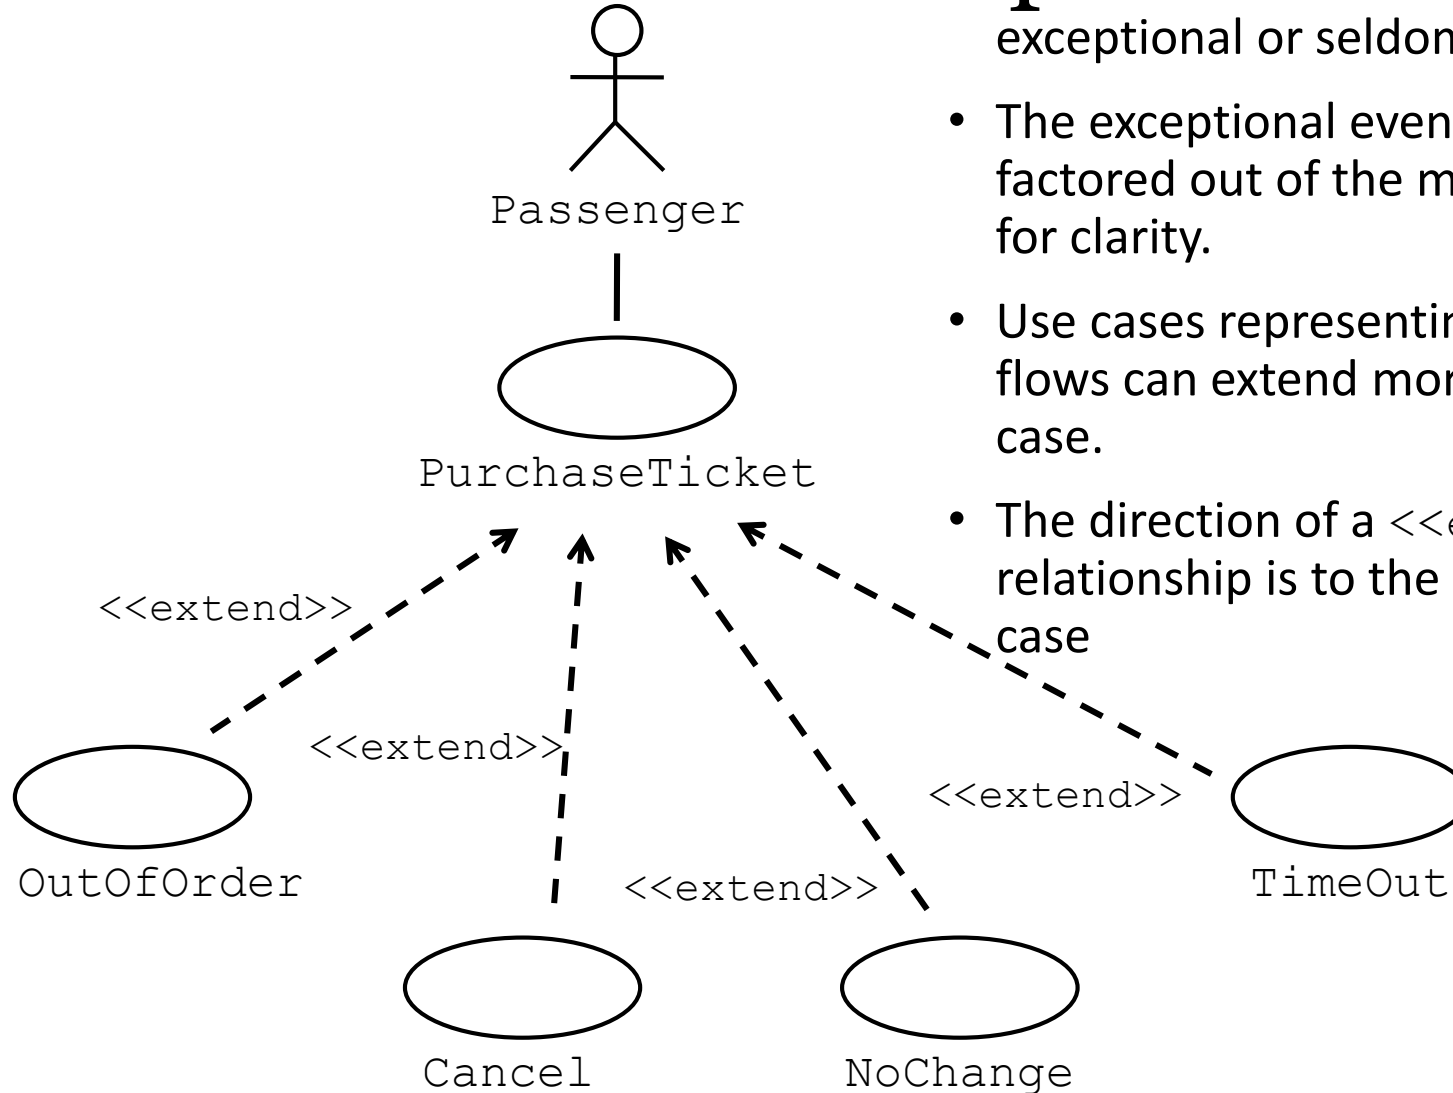 exceptional or seldom
• The exceptional even
factored out of the m
for clarity.
• Use cases representin
flows can extend mor
case.
• The direction of a <<e
relationship is to the
case
Passenger
PurchaseTicket
<<extend>>
<<extend>>
<<extend>>
<<extend>>
OutOfOrder
TimeOut
Cancel
NoChange